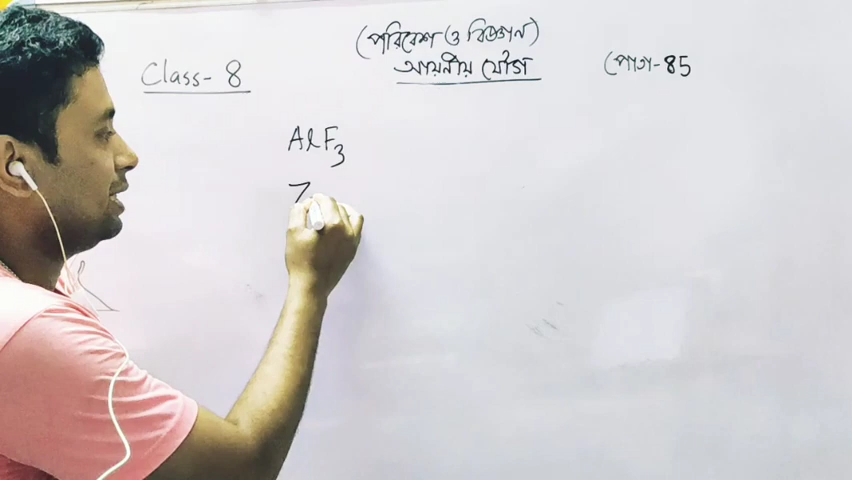 (পরিবেশ ও বিজ্ঞান)
Class- 8
আয়নীয় যৌগ
(পাতা-85
AlF3
Z